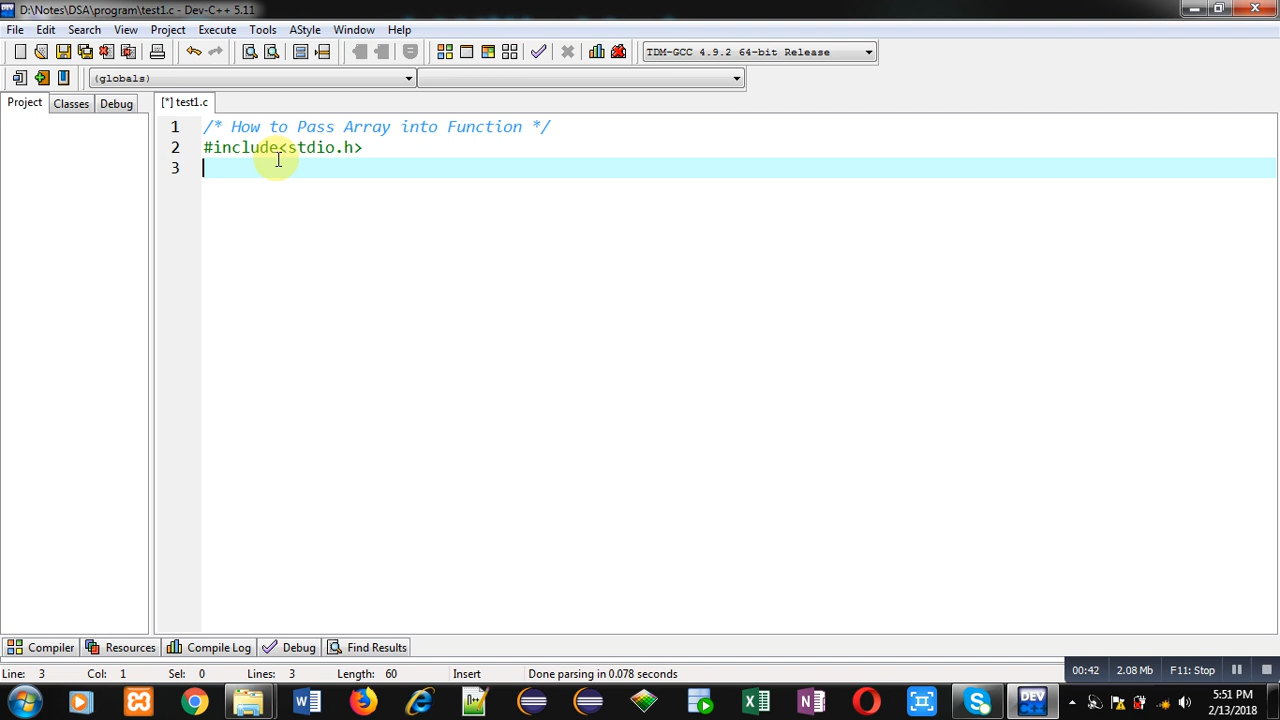 D:\Notes\DSA\program\test1.c - Dev-C++ 5.11
File Edit Search View Project Execute Tools AStyle Window Help
TDM-GCC 4.9.2 64-bit Release
(globals)
Project Classes Debug [*] test1.c
1 /* How to Pass Array into Function */
2 #include<stdio.h>
3
Compiler Resources Compile Log Debug Find Results
Line: 3 Col: 1 Sel: 0 Lines: 3 Length: 60 Insert Done parsing in 0.078 seconds
00:42 2.08 Mb F11: Stop
5:51 PM
2/13/2018